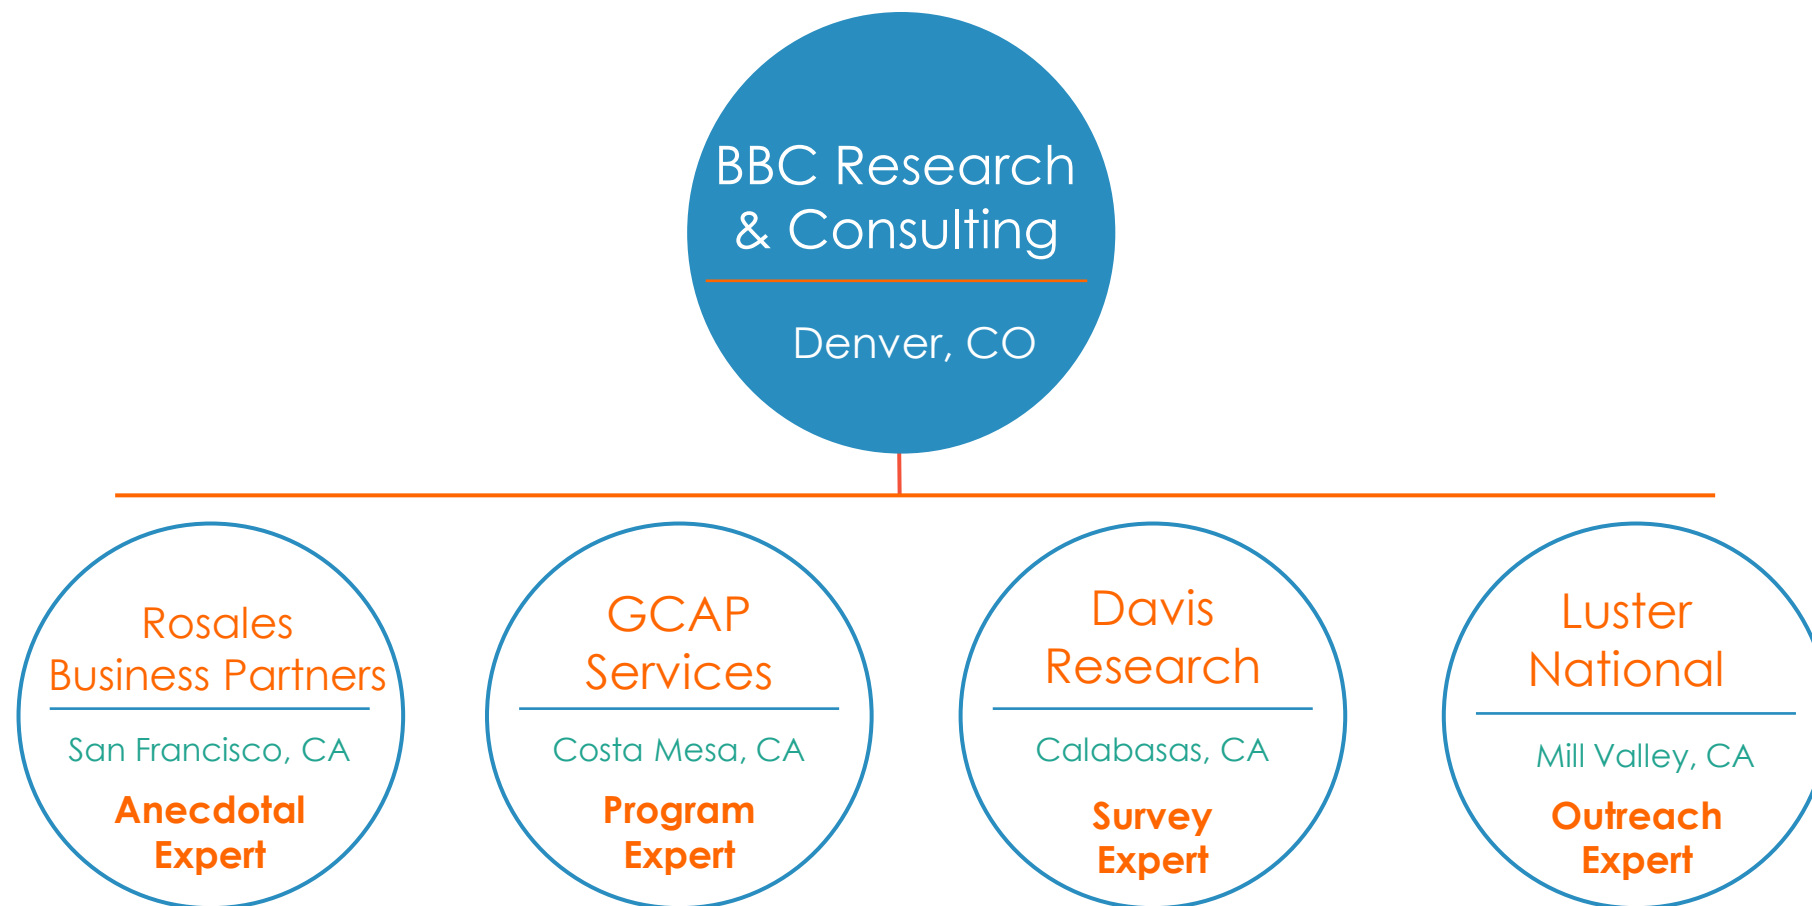 BBC Research
& Consulting
Denver, CO
Rosales
Business Partners
San Francisco, CA
Anecdotal
Expert
GCAP
Services
Costa Mesa, CA
Program
Expert
Davis
Research
Calabasas, CA
Survey
Expert
Luster
National
Mill Valley, CA
Outreach
Expert